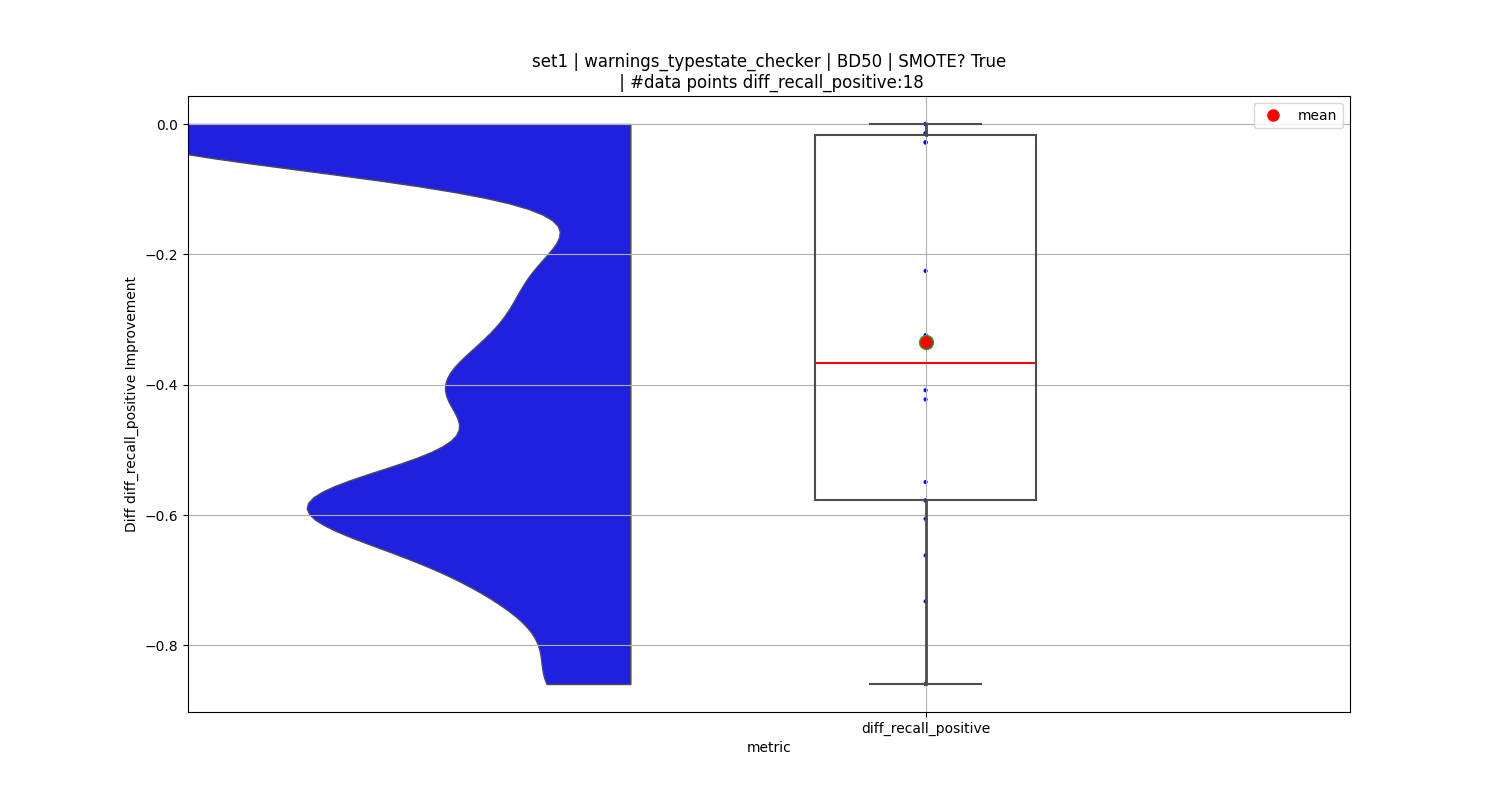 set1 | warnings_typestate_checker | BD50 | SMOTE? True
| #data points diff_recall_positive:18
mean
0.0
−0.2
−0.4
−0.6
−0.8
Diff diff_recall_positive Improvement
diff_recall_positive
metric